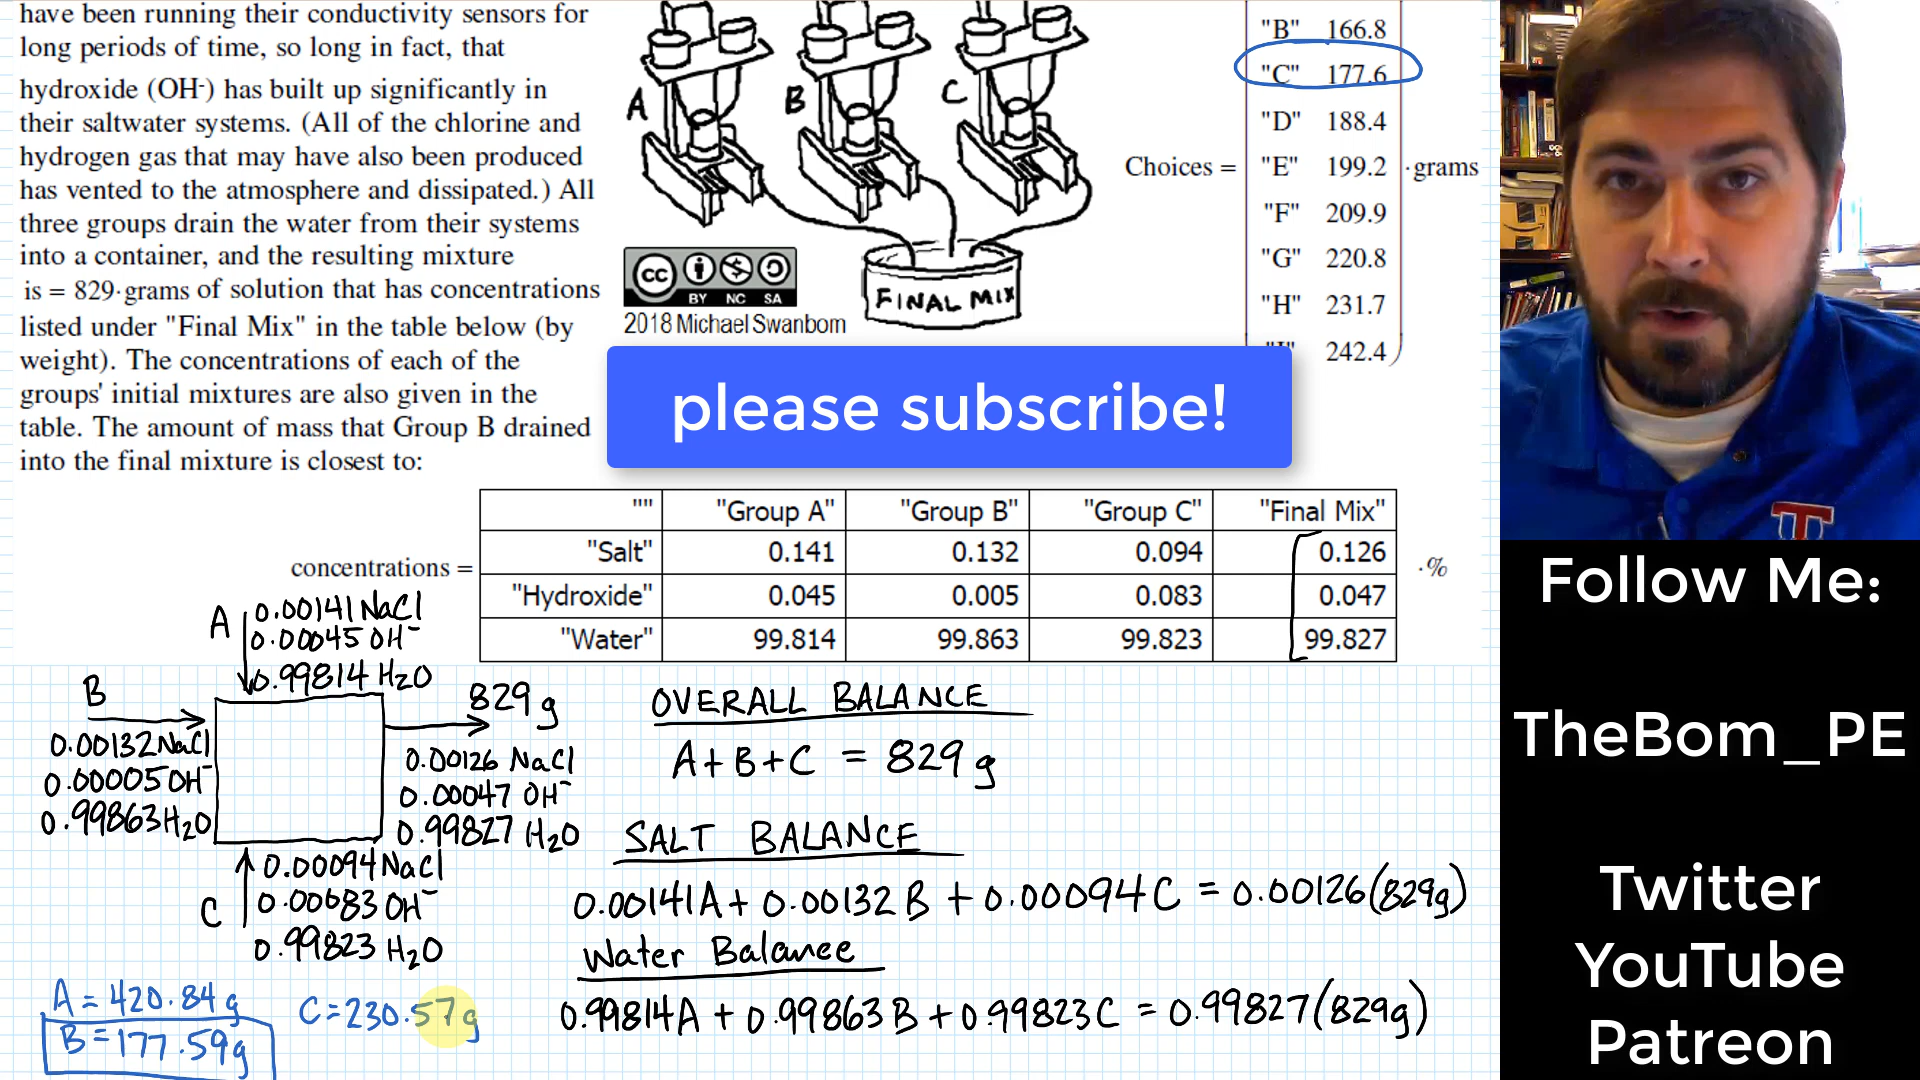 have been running their conductivity sensors for
long periods of time, so long in fact, that
hydroxide (OH-) has built up significantly in
their saltwater systems. (All of the chlorine and
hydrogen gas that may have also been produced
has vented to the atmosphere and dissipated.) All
three groups drain the water from their systems
into a container, and the resulting mixture
is = 829·grams of solution that has concentrations
listed under "Final Mix" in the table below (by
weight). The concentrations of each of the
groups' initial mixtures are also given in the
table. The amount of mass that Group B drained
into the final mixture is closest to:
A
B
C
FINAL MIX
cc
BY NC SA
2018 Michael Swanbom
Choices =
"B" 166.8
"C" 177.6
"D" 188.4
"E" 199.2
"F" 209.9
"G" 220.8
"H" 231.7
242.4
·grams
please subscribe!
concentrations =
"" "Group A" "Group B" "Group C" "Final Mix"
"Salt" 0.141 0.132 0.094 0.126
"Hydroxide" 0.045 0.005 0.083 0.047
"Water" 99.814 99.863 99.823 99.827
·%
A
0.00141 NaCl
0.00045 OH⁻
0.99814 H2O
B
0.00132 NaCl
0.00005 OH⁻
0.99863 H2O
829 g
0.00126 NaCl
0.00047 OH⁻
0.99827 H2O
C
0.00094 NaCl
0.00083 OH⁻
0.99823 H2O
A = 420.84 g
B = 177.59 g
C = 230.57 g
OVERALL BALANCE
A + B + C = 829 g
SALT BALANCE
0.00141A + 0.00132 B + 0.00094 C = 0.00126(829g)
Water Balance
0.99814A + 0.99863B + 0.99823C = 0.99827(829g)
T
Follow Me:
TheBom_PE
Twitter
YouTube
Patreon